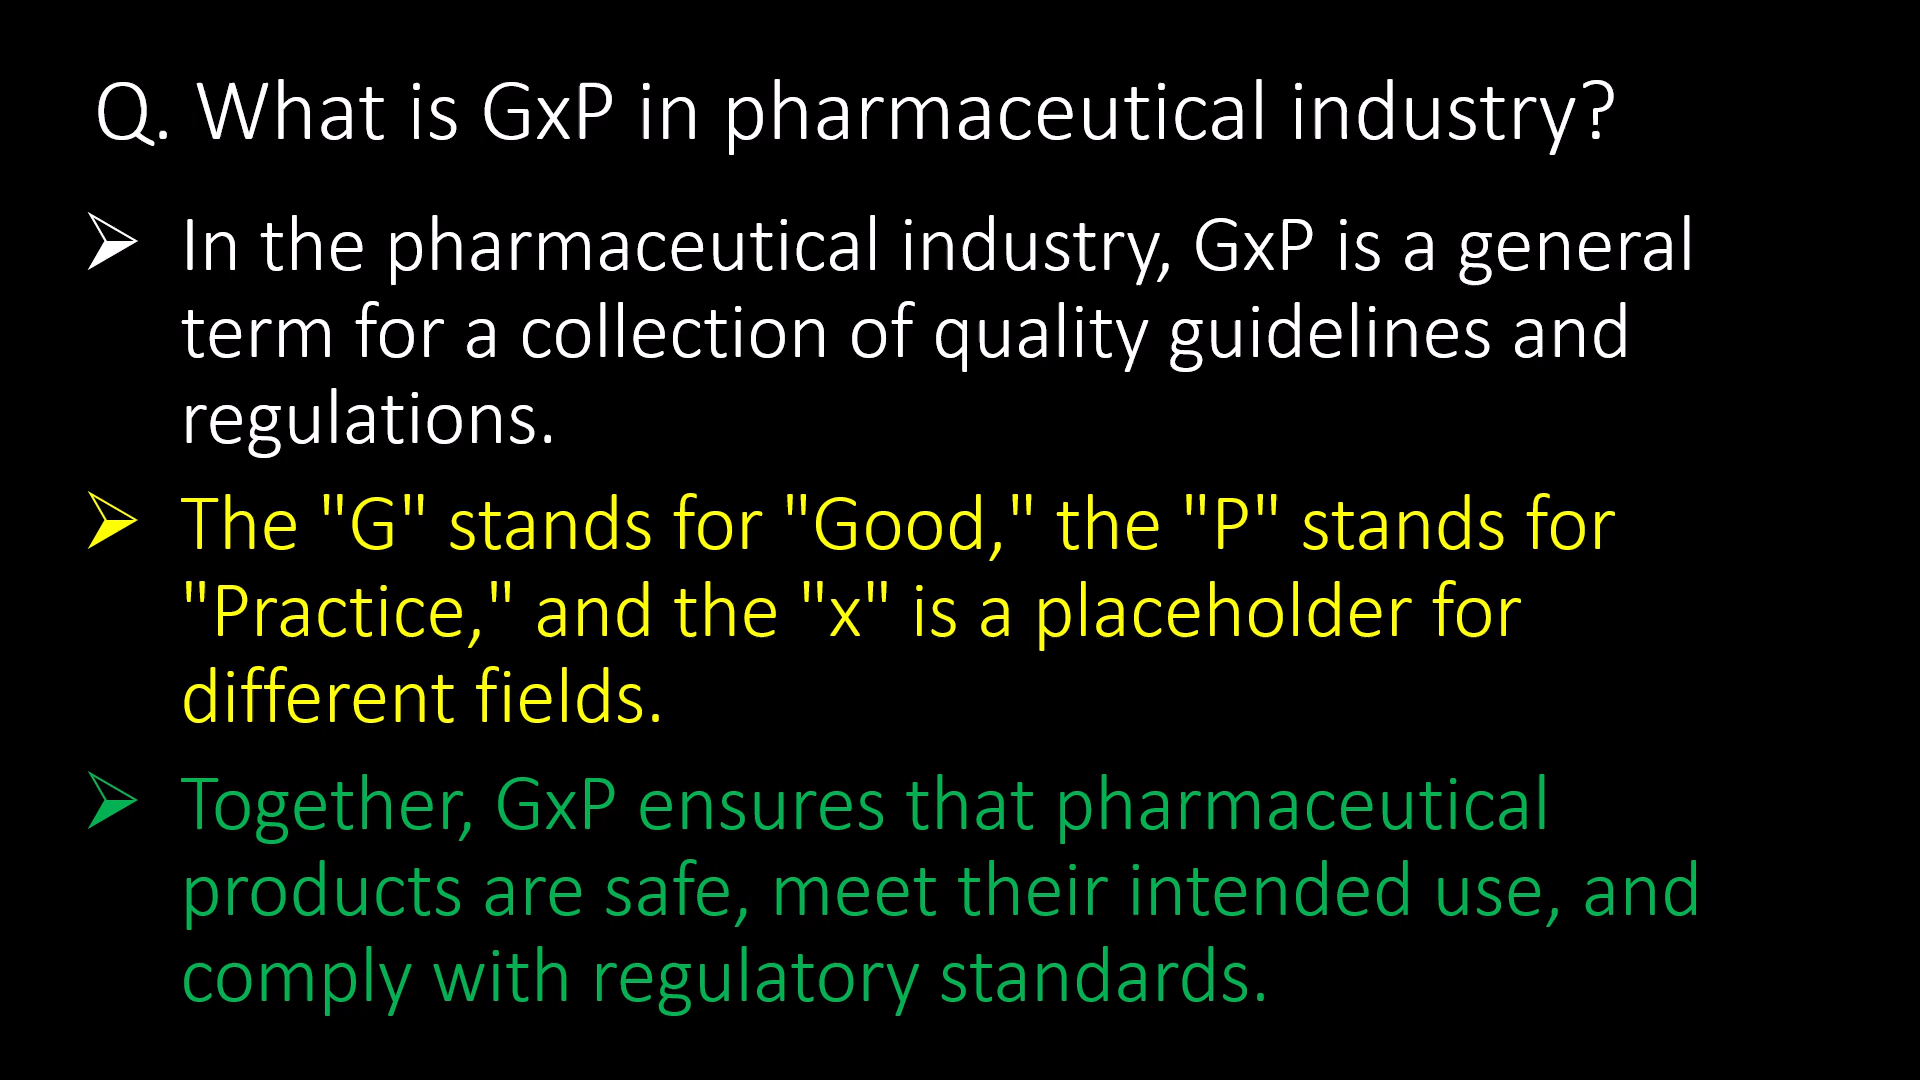 Q. What is GxP in pharmaceutical industry?
➢ In the pharmaceutical industry, GxP is a general
term for a collection of quality guidelines and
regulations.
➢ The "G" stands for "Good," the "P" stands for
"Practice," and the "x" is a placeholder for
different fields.
➢ Together, GxP ensures that pharmaceutical
products are safe, meet their intended use, and
comply with regulatory standards.